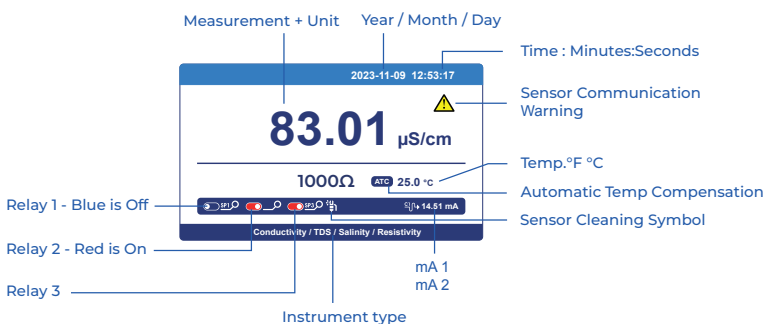 Measurement + Unit
Year / Month / Day
Time : Minutes:Seconds
2023-11-09 12:53:17
Sensor Communication
Warning
83.01 µS/cm
Temp.°F °C
1000Ω ATC 25.0 °C
Automatic Temp Compensation
Relay 1 - Blue is Off
SP1 SP3 14.51 mA
Sensor Cleaning Symbol
Conductivity / TDS / Salinity / Resistivity
Relay 2 - Red is On
mA 1
mA 2
Relay 3
Instrument type